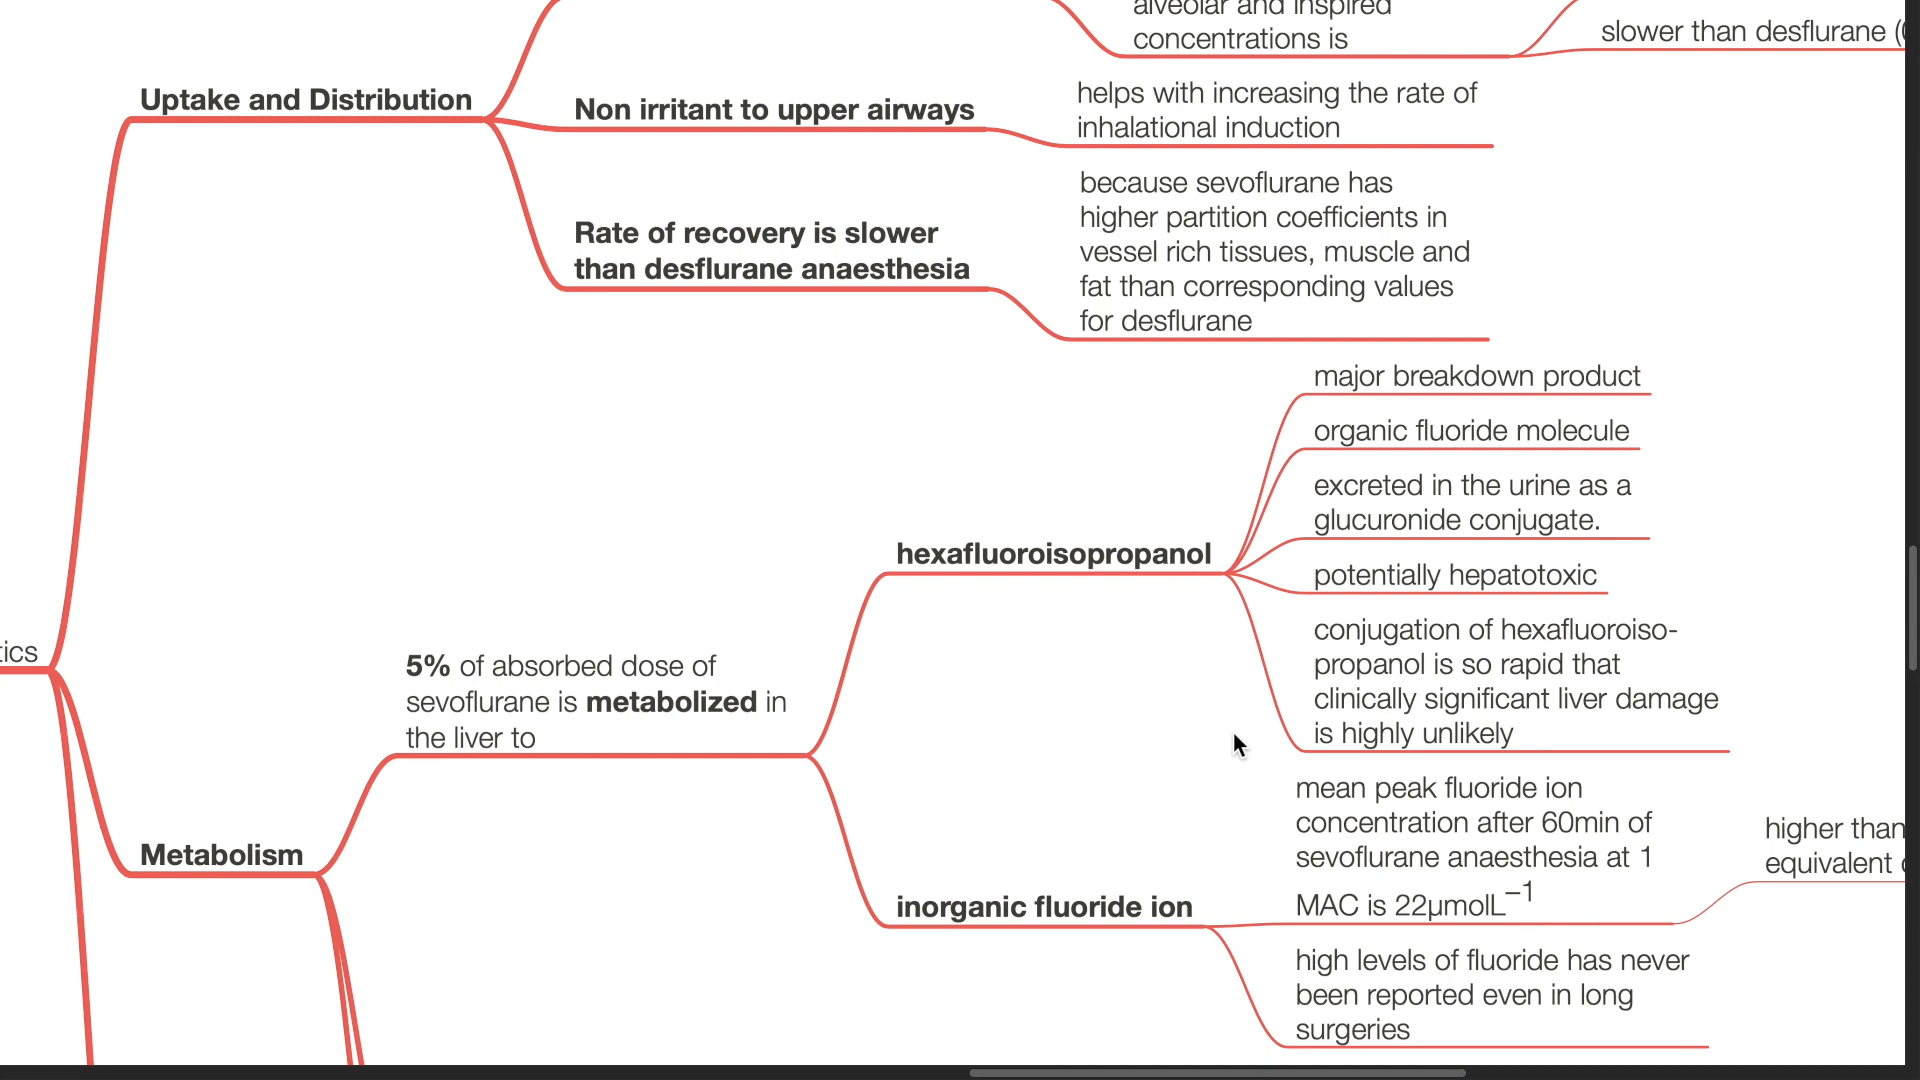 alveolar and inspired
concentrations is
slower than desflurane
Uptake and Distribution
Non irritant to upper airways
helps with increasing the rate of
inhalational induction
Rate of recovery is slower
than desflurane anaesthesia
because sevoflurane has
higher partition coefficients in
vessel rich tissues, muscle and
fat than corresponding values
for desflurane
tics
Metabolism
5% of absorbed dose of
sevoflurane is metabolized in
the liver to
hexafluoroisopropanol
major breakdown product
organic fluoride molecule
excreted in the urine as a
glucuronide conjugate.
potentially hepatotoxic
conjugation of hexafluoroiso-
propanol is so rapid that
clinically significant liver damage
is highly unlikely
inorganic fluoride ion
mean peak fluoride ion
concentration after 60min of
sevoflurane anaesthesia at 1
MAC is 22µmolL⁻¹
higher than
equivalent
high levels of fluoride has never
been reported even in long
surgeries